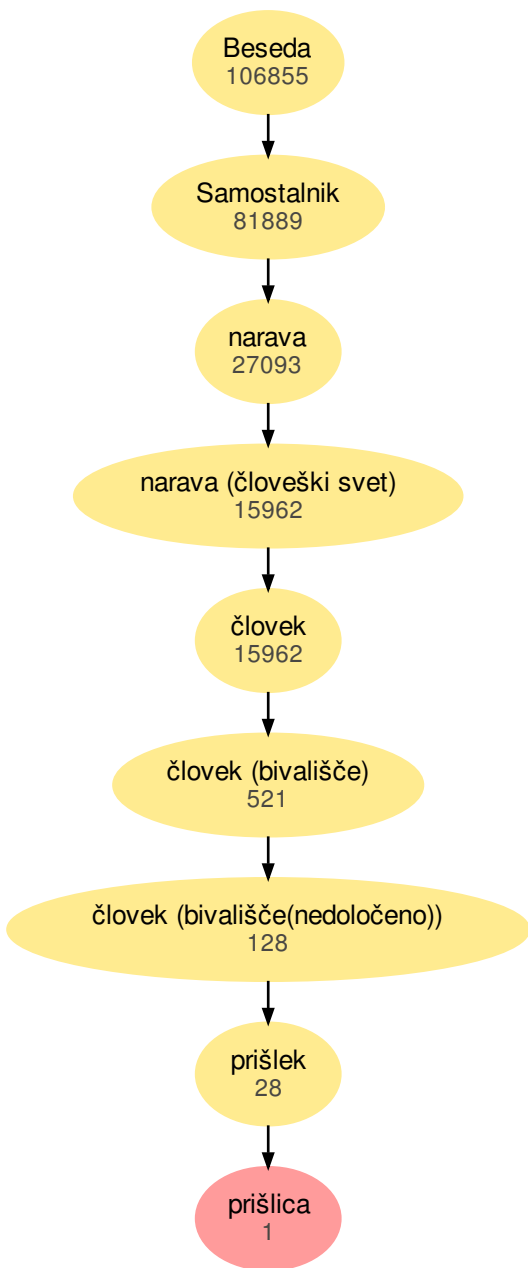 Beseda
106855
Samostalnik
81889
narava
27093
narava (človeški svet)
15962
človek
15962
človek (bivališče)
521
človek (bivališče(nedoločeno))
128
prišlek
28
prišlica
1